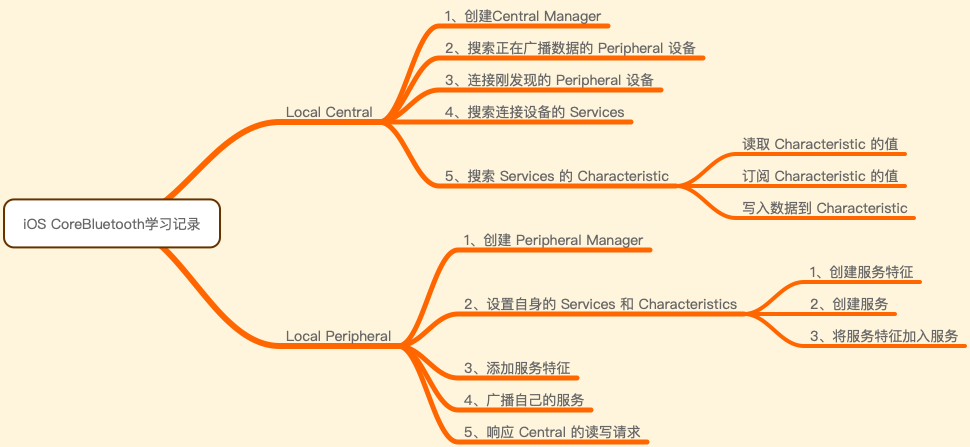 iOS CoreBluetooth学习记录
Local Central
1、创建Central Manager
2、搜索正在广播数据的 Peripheral 设备
3、连接刚发现的 Peripheral 设备
4、搜索连接设备的 Services
5、搜索 Services 的 Characteristic
读取 Characteristic 的值
订阅 Characteristic 的值
写入数据到 Characteristic
Local Peripheral
1、创建 Peripheral Manager
2、设置自身的 Services 和 Characteristics
1、创建服务特征
2、创建服务
3、将服务特征加入服务
3、添加服务特征
4、广播自己的服务
5、响应 Central 的读写请求